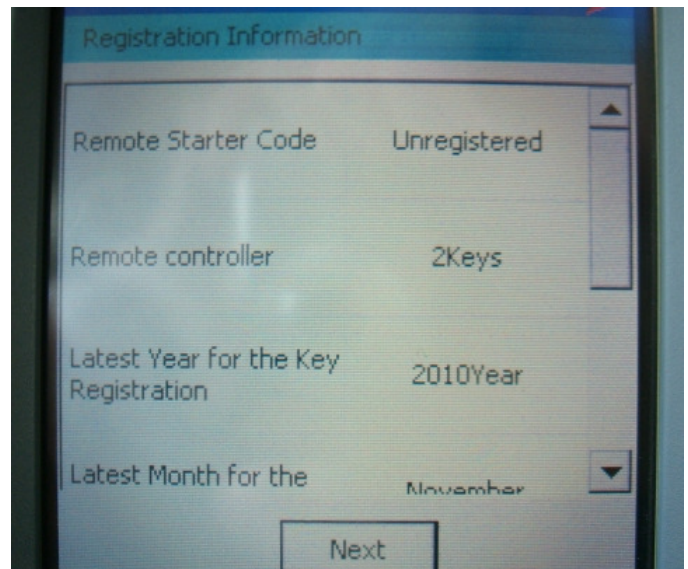 Registration Information
Remote Starter Code Unregistered
Remote controller 2Keys
Latest Year for the Key
Registration 2010Year
Latest Month for the November
Next